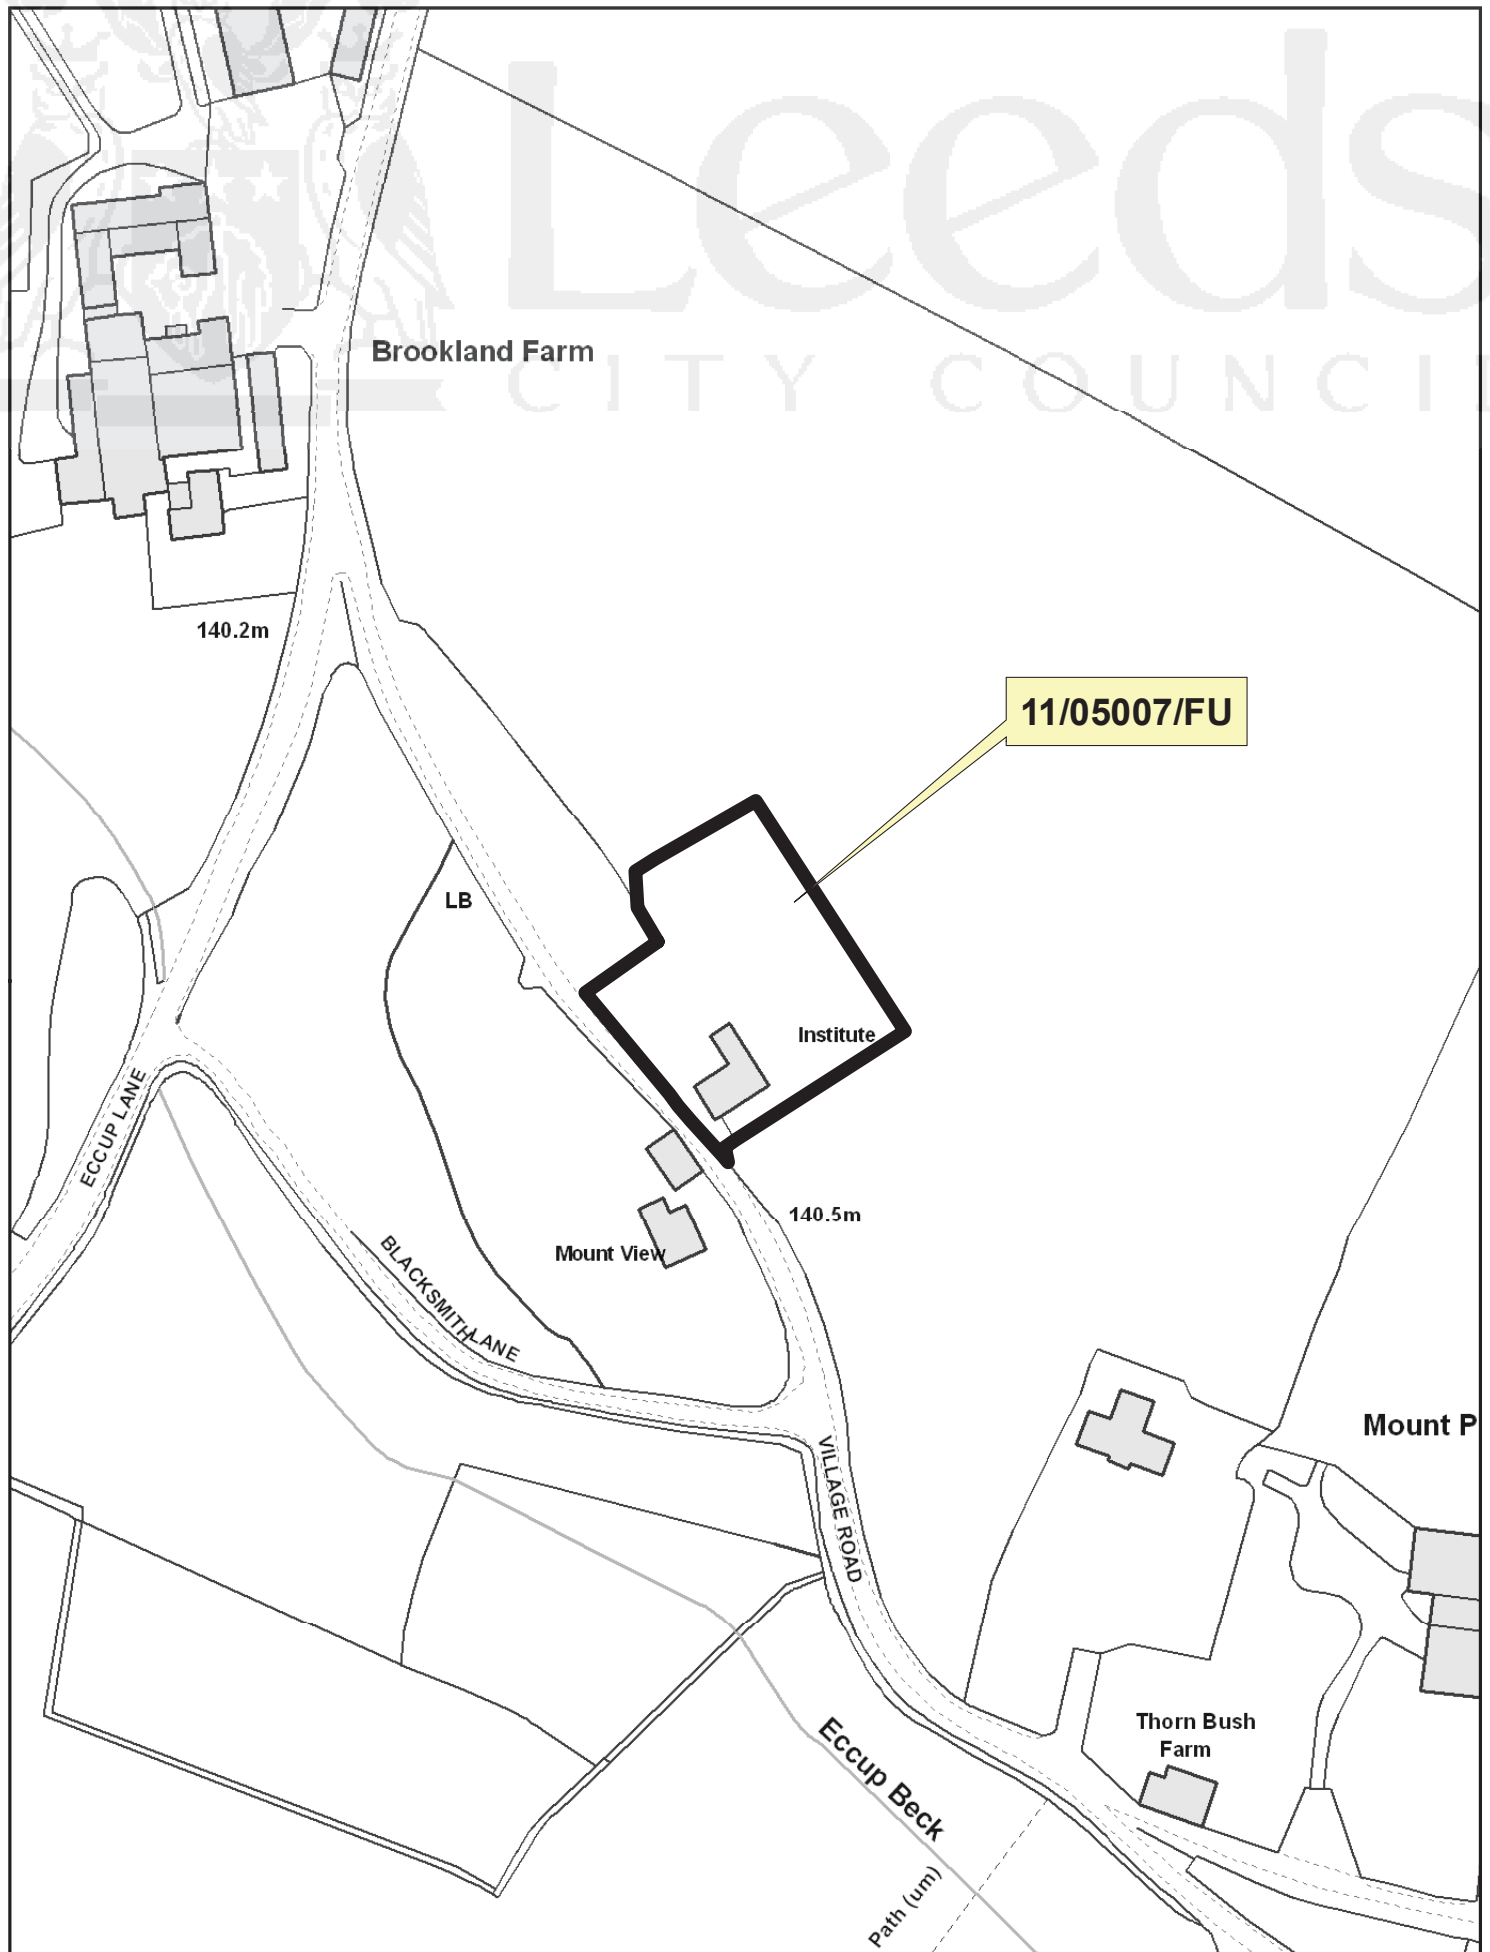 Leeds
CITY COUNCI
Brookland Farm
140.2m
11/05007/FU
LB
Institute
ECCUP LANE
140.5m
Mount View
BLACKSMITH LANE
Mount P
VILLAGE ROAD
Thorn Bush
Farm
Eccup Beck
Path (um)